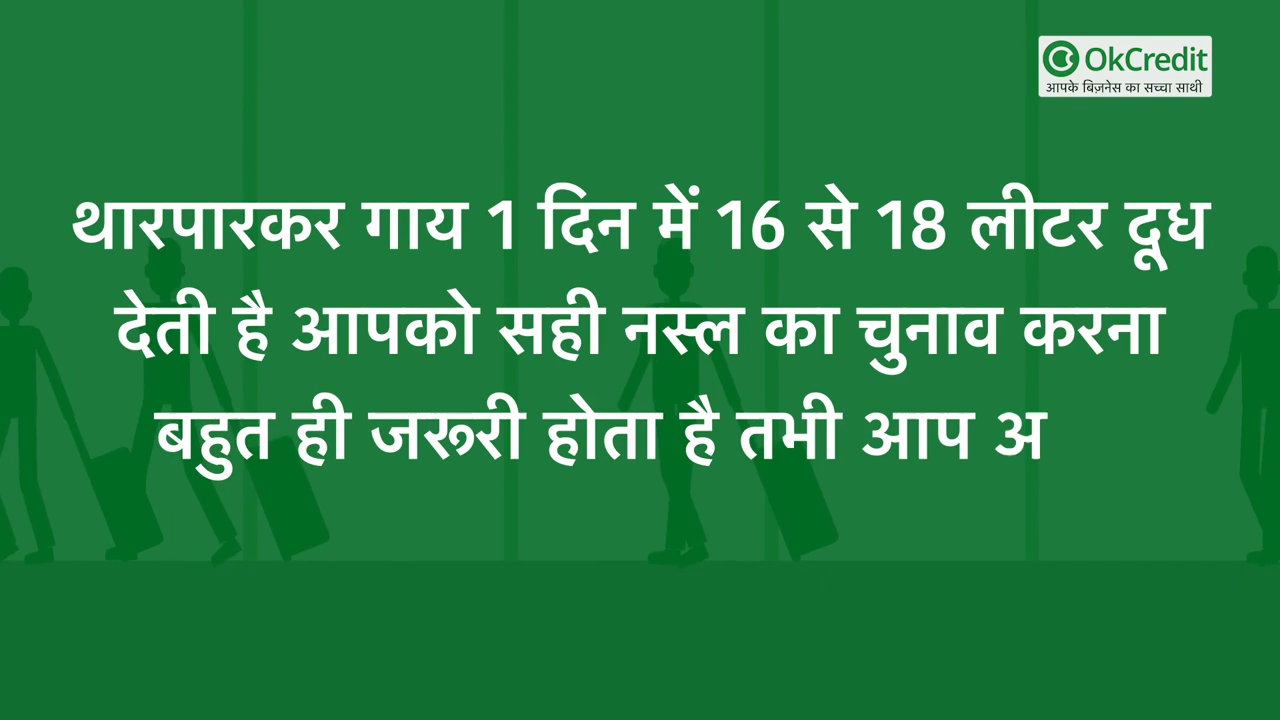 OkCredit
आपके बिज़नेस का सच्चा साथी
थारपारकर गाय 1 दिन में 16 से 18 लीटर दूध
देती है आपको सही नस्ल का चुनाव करना
बहुत ही जरूरी होता है तभी आप अ